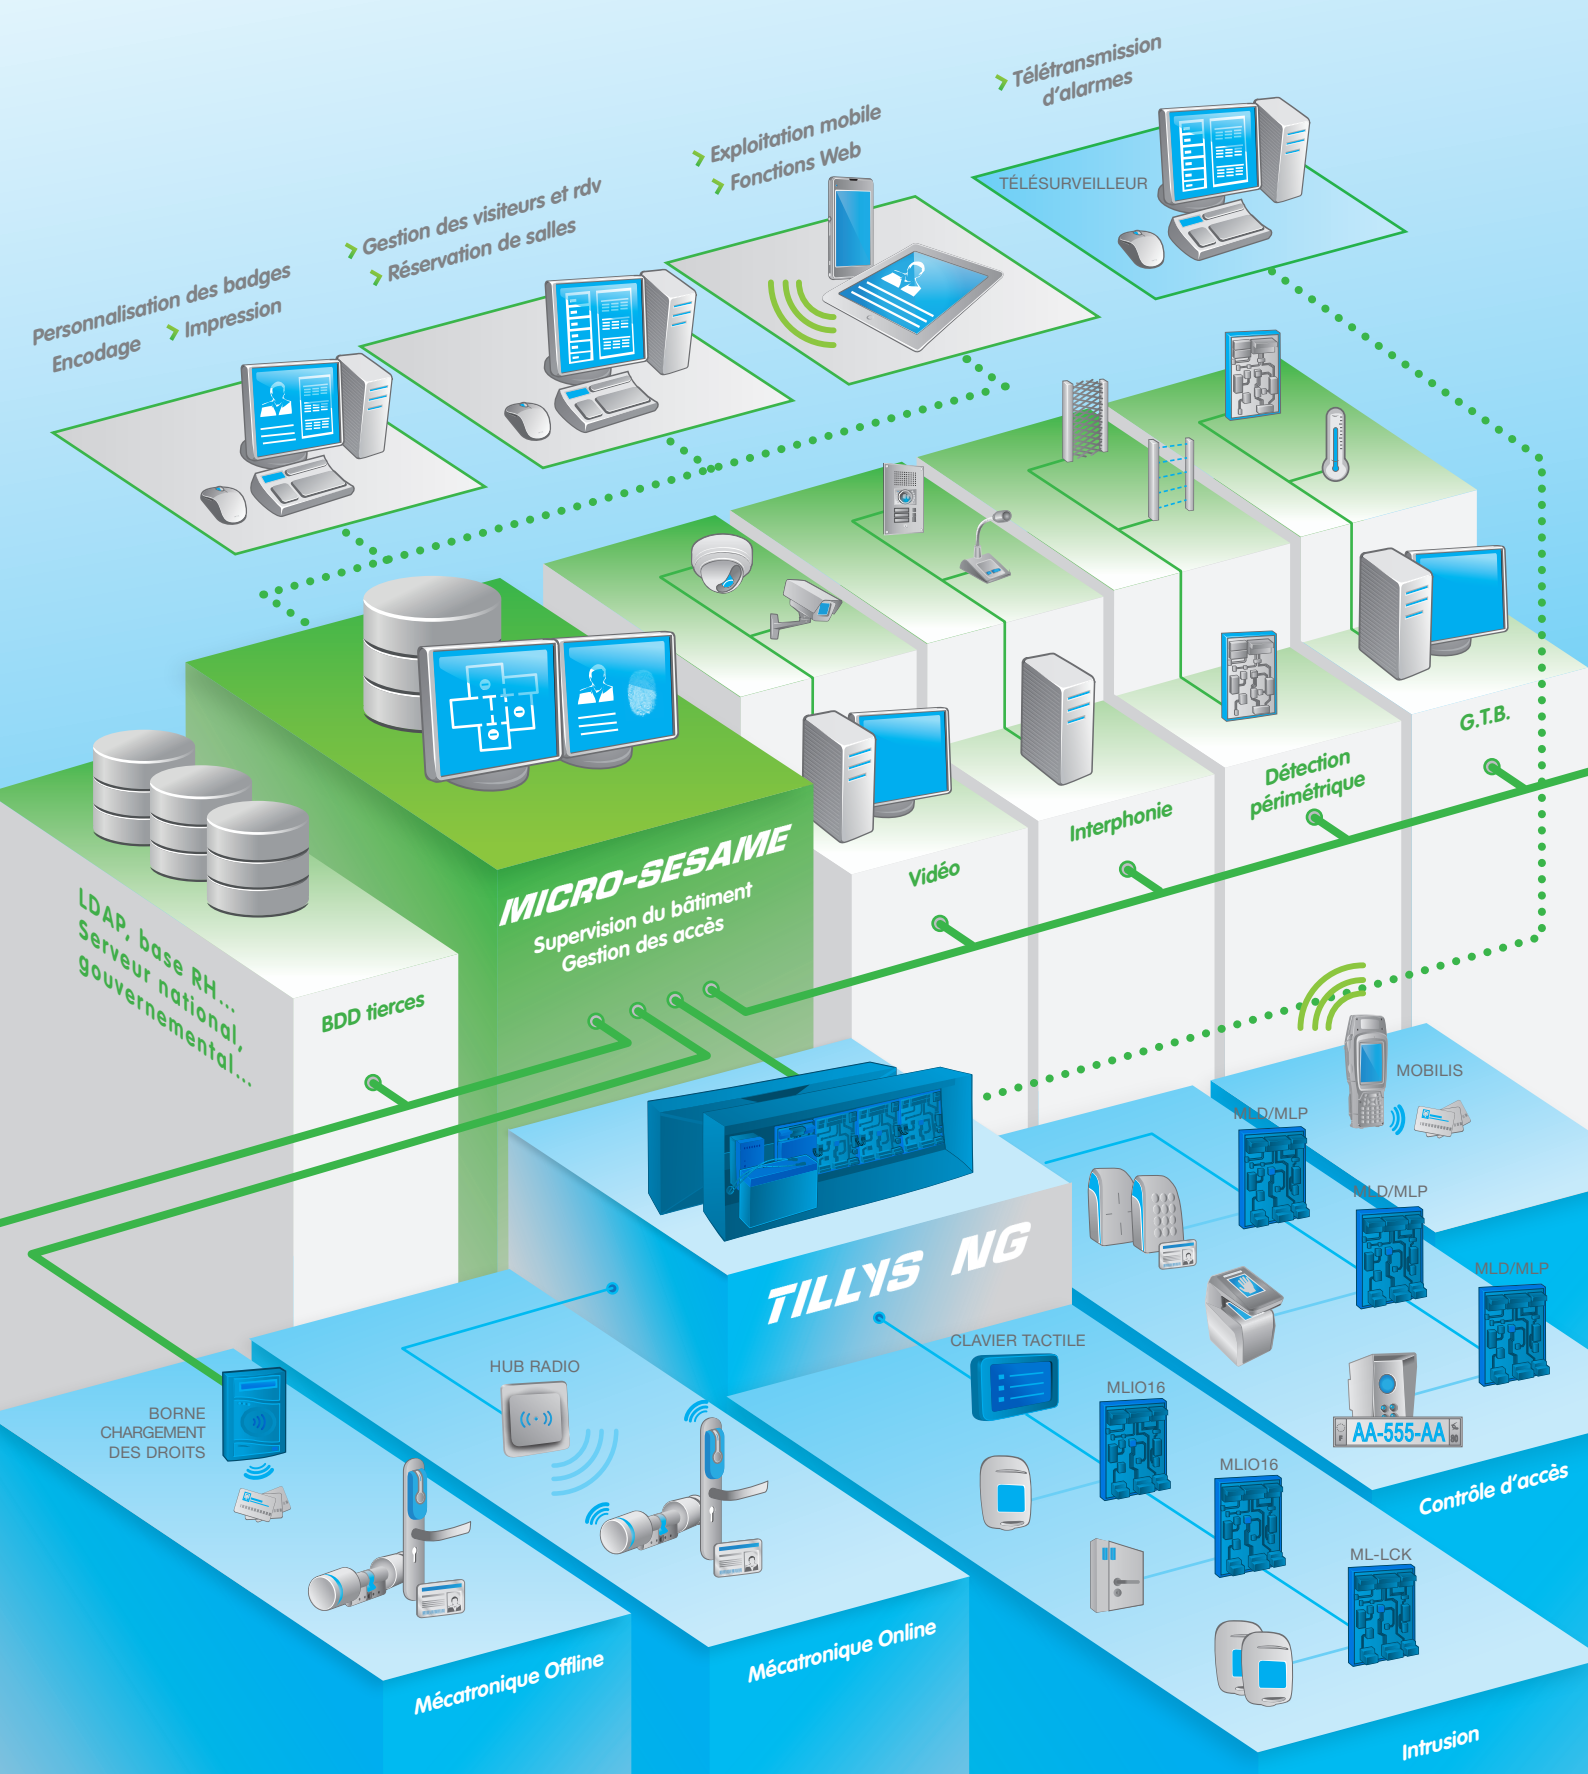 Télétransmission
d'alarmes
TÉLÉSURVEILLEUR
Exploitation mobile
Fonctions Web
Gestion des visiteurs et rdv
Réservation de salles
Personnalisation des badges
Encodage
Impression
G.T.B.
Détection
périmétrique
Interphonie
Vidéo
MICRO-SESAME
Supervision du bâtiment
Gestion des accès
LDAP, base RH...
Serveur national,
gouvernemental...
BDD tierces
MOBILIS
MLD/MLP
MLD/MLP
MLD/MLP
TILLYS NG
CLAVIER TACTILE
HUB RADIO
MLIO16
BORNE
CHARGEMENT
DES DROITS
AA-555-AA
MLIO16
Contrôle d'accès
ML-LCK
Mécatronique Offline
Mécatronique Online
Intrusion